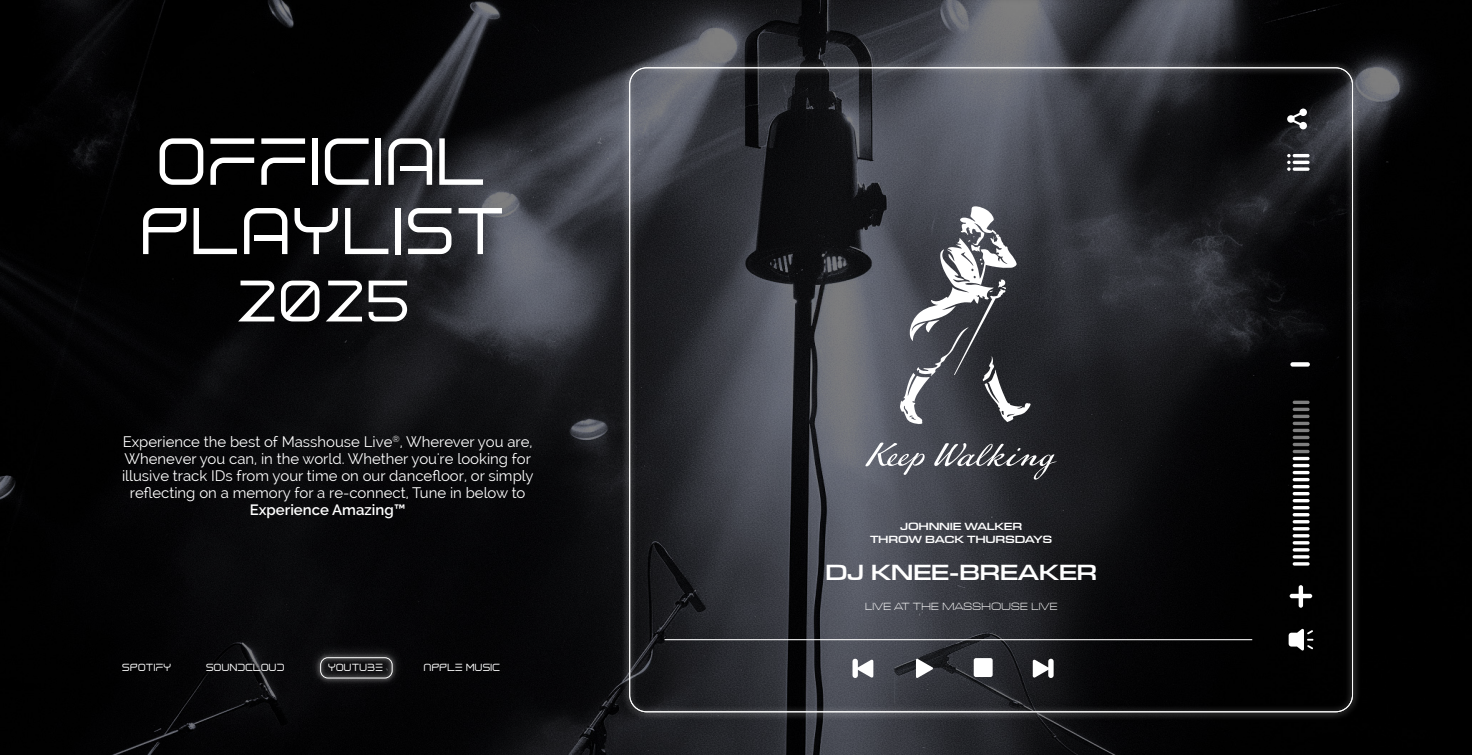 OFFICIAL
PLAYLIST
2025
Experience the best of Masshouse Live®, Wherever you are,
Whenever you can, in the world. Whether you're looking for
illusive track IDs from your time on our dancefloor, or simply
reflecting on a memory for a re-connect, Tune in below to
Experience Amazing™
SPOTIFY SOUNDCLOUD YOUTUBE APPLE MUSIC
Keep Walking
JOHNNIE WALKER
THROW BACK THURSDAYS
DJ KNEE-BREAKER
LIVE AT THE MASSHOUSE LIVE